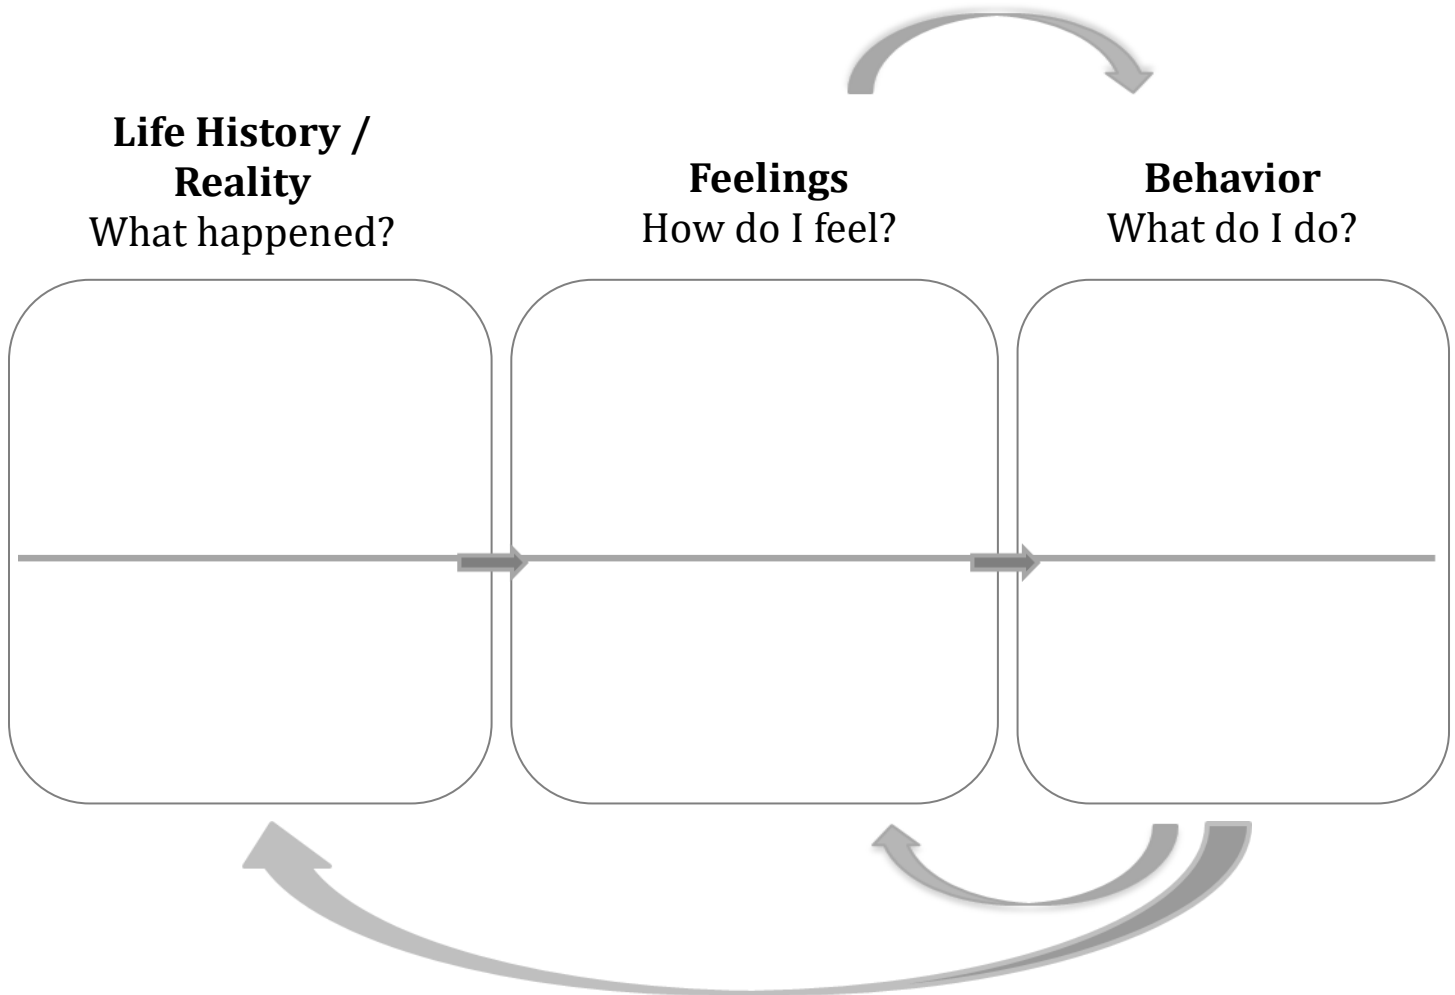 Life History /
Reality
What happened?
Feelings
How do I feel?
Behavior
What do I do?